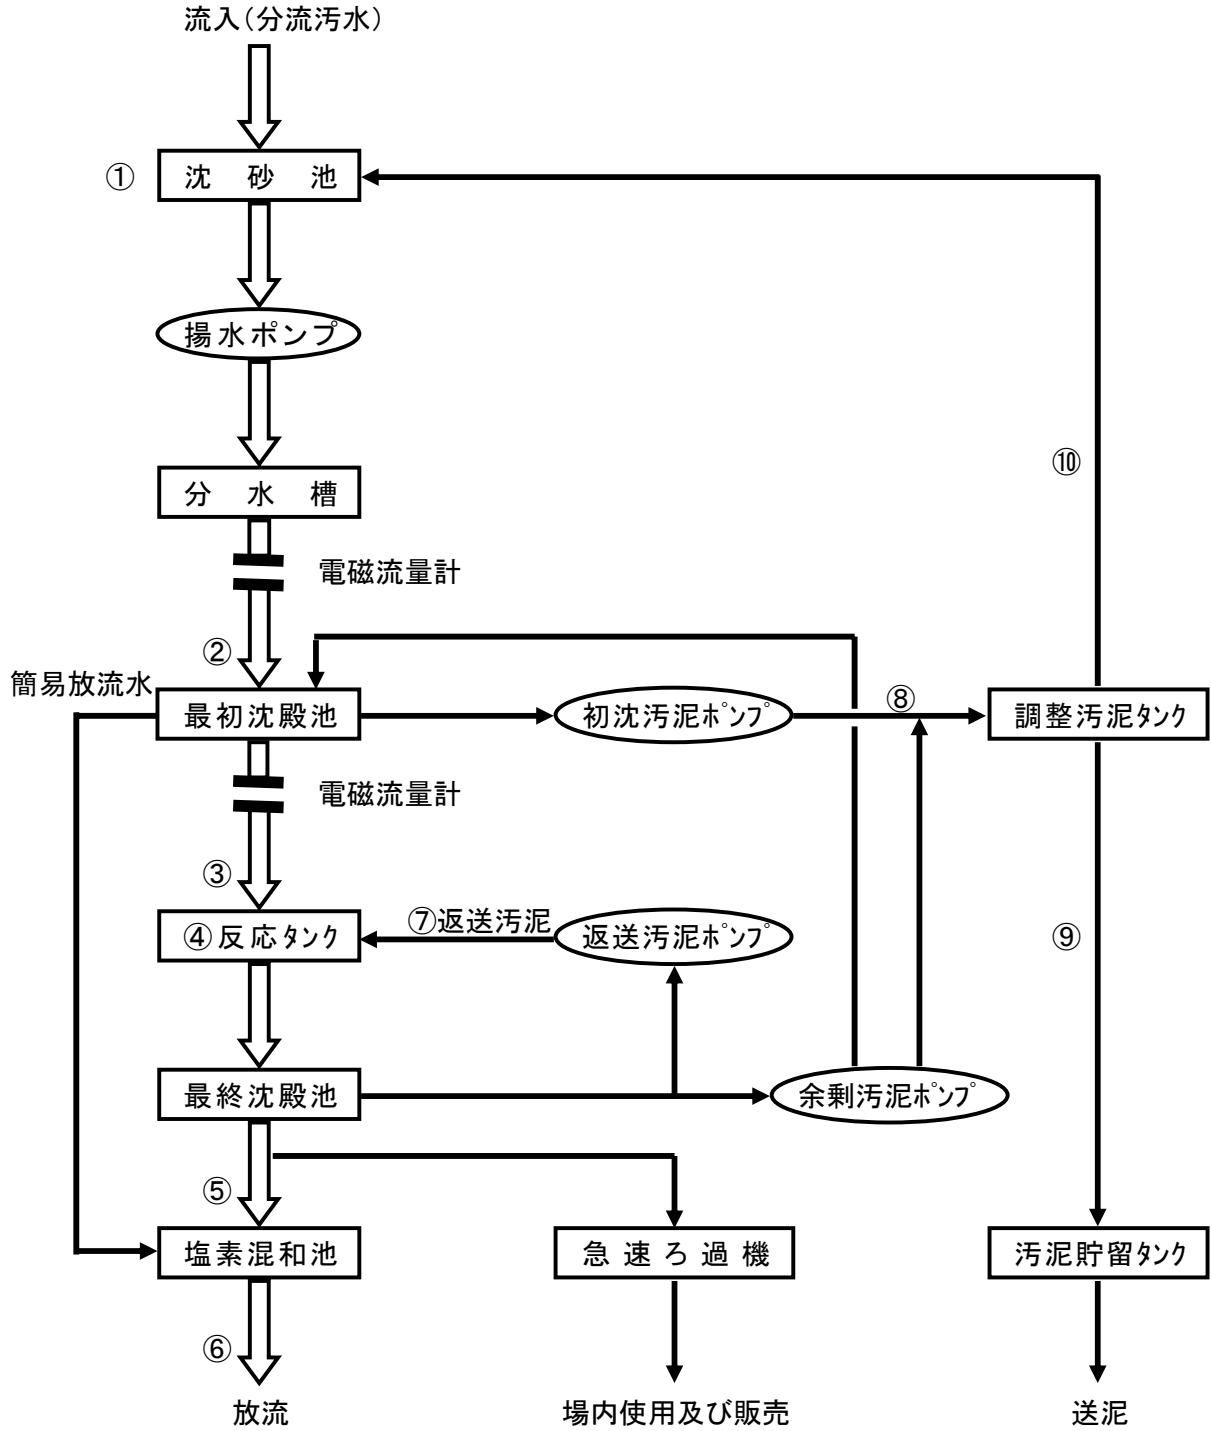 流入(分流汚水)
①
沈 砂 池
揚水ポンプ
⑩
分 水 槽
電磁流量計
②
簡易放流水
最初沈殿池
初沈汚泥ﾎﾟﾝﾌﾟ
⑧
調整汚泥ﾀﾝｸ
電磁流量計
③
④反応ﾀﾝｸ
⑦返送汚泥
返送汚泥ﾎﾟﾝﾌﾟ
⑨
最終沈殿池
余剰汚泥ﾎﾟﾝﾌﾟ
⑤
塩素混和池
急速ろ過機
汚泥貯留ﾀﾝｸ
⑥
放流
場内使用及び販売
送泥